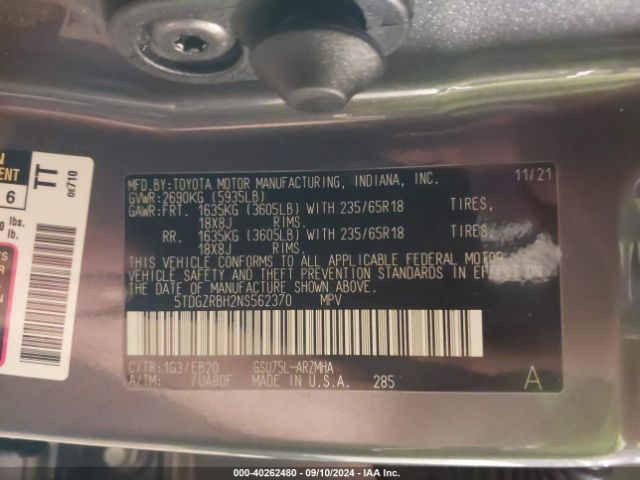 MFD.BY:TOYOTA MOTOR MANUFACTURING, INDIANA, INC. 11/21
GVWR:2690KG (5935LB)
GAWR:FRT. 1635KG (3605LB) WITH 235/65R18 TIRES,
18X8J RIMS.
RR. 1635KG (3605LB) WITH 235/65R18 TIRES,
18X8J RIMS.
THIS VEHICLE CONFORMS TO ALL APPLICABLE FEDERAL MOTOR
VEHICLE SAFETY AND THEFT PREVENTION STANDARDS IN EFFECT ON
THE DATE OF MANUFACTURE SHOWN ABOVE.
5TDGZRBH2NS562370 MPV
C/TR:1G3/EB20 GSU75L-ARZMHA
A/TM: /UA80F MADE IN U.S.A. 285 A
6
lbs.
TT
0E710
000-40262480 - 09/10/2024 - IAAI.COM